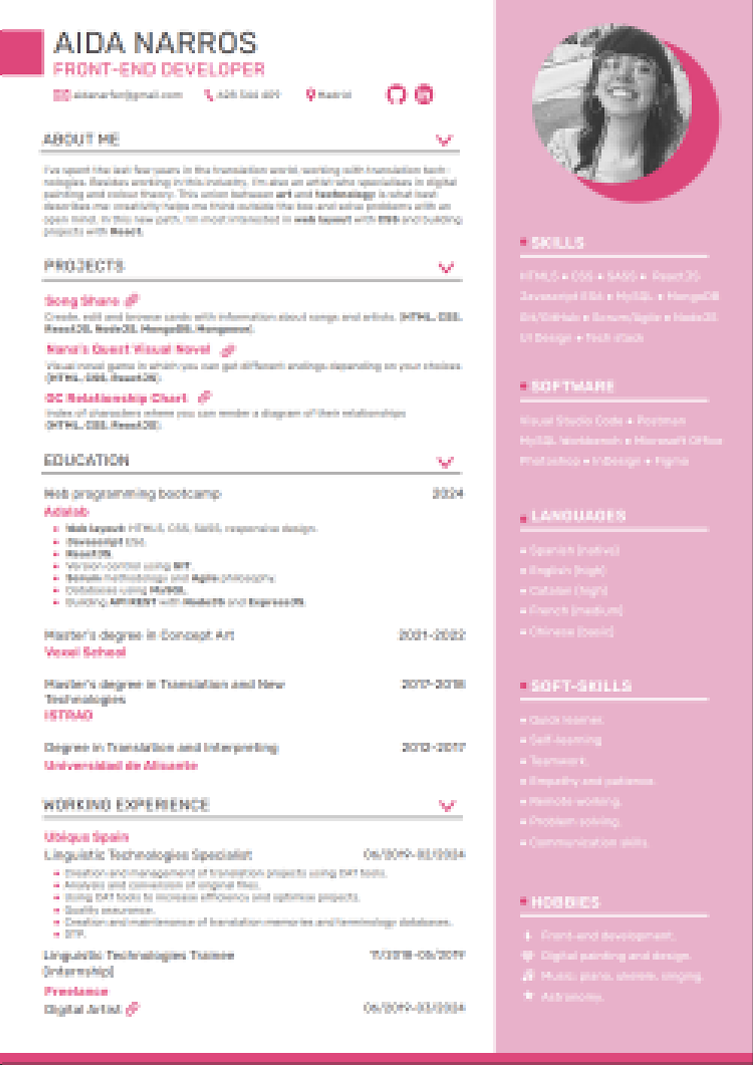 AIDA NARROS
FRONT-END DEVELOPER
Madrid
ABOUT ME
I've spent the last few years in the translation world, working with translation tech-
nologies. Besides working in this industry, I'm also an artist who specialises in digital
painting and colour theory. This union between art and technology is what best
describes me: creativity helps me think outside the box and solve problems with an
open mind. In this new path, I'm most interested in web layout with CSS and building
projects with React.
PROJECTS
Song Share
Create, edit and browse cards with information about songs and artists. (HTML, CSS,
ReactJS, NodeJS, MongoDB, Mongoose).
Nana's Quest Visual Novel
Visual novel game in which you can get different endings depending on your choices.
(HTML, CSS, ReactJS).
OC Relationship Chart
Index of characters where you can render a diagram of their relationships
(HTML, CSS, ReactJS).
EDUCATION
Web programming bootcamp 2024
Adalab
Web layout: HTML5, CSS, SASS, responsive design.
Javascript ES6.
ReactJS.
Version control using GIT.
Scrum methodology and Agile philosophy.
Databases using MySQL.
Building API REST with NodeJS and ExpressJS.
Master's degree in Concept Art 2021-2022
Voxel School
Master's degree in Translation and New 2017-2018
Technologies
ISTRAD
Degree in Translation and Interpreting 2012-2017
Universidad de Alicante
WORKING EXPERIENCE
Ubiqus Spain
Linguistic Technologies Specialist
Creation and management of translation projects using CAT tools.
Analysis and conversion of original files.
Using CAT tools to increase efficiency and optimise projects.
Quality assurance.
Creation and maintenance of translation memories and terminology databases.
DTP.
Linguistic Technologies Trainee 11/2018-06/2019
(Internship)
Freelance
Digital Artist 06/2019-03/2024
SKILLS
HTML5 • CSS • SASS • ReactJS
Javascript ES6 • MySQL • MongoDB
Git/GitHub • Scrum/Agile • NodeJS
UI Design • Tech stack
SOFTWARE
Visual Studio Code • Postman
MySQL Workbench • Microsoft Office
Photoshop • InDesign • Figma
LANGUAGES
Spanish (native)
English (high)
Catalan (high)
French (medium)
Chinese (basic)
SOFT-SKILLS
Quick learner.
Self-learning
Teamwork.
Empathy and patience.
Remote working.
Problem solving.
Communication skills.
HOBBIES
Front-end development.
Digital painting and design.
Music: piano, ukelele, singing.
Astronomy.